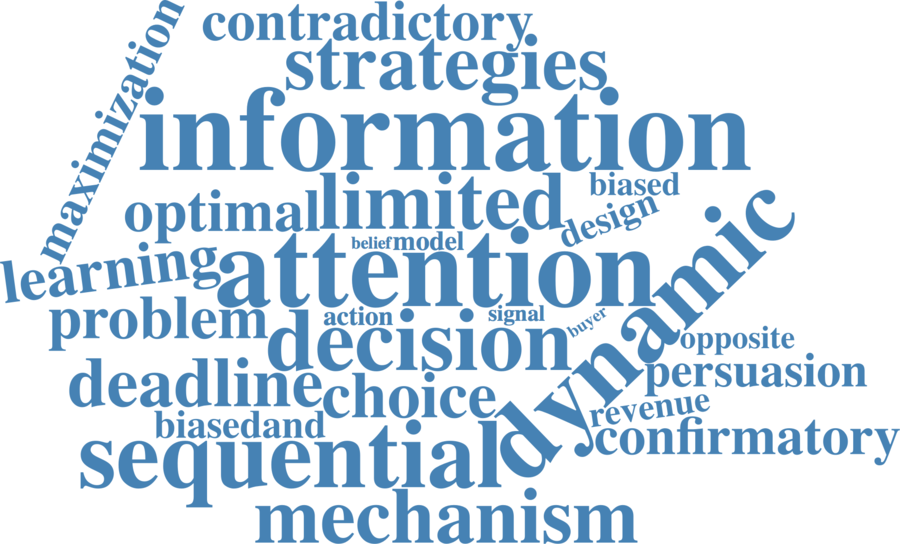 contradictory
maximization
strategies
information
biased
limited
optimal
design
dynamic
belief
model
attention
learning
problem
action
signal
buyer
decision
opposite
persuasion
deadline
choice
revenue
biasedand
confirmatory
sequential
mechanism